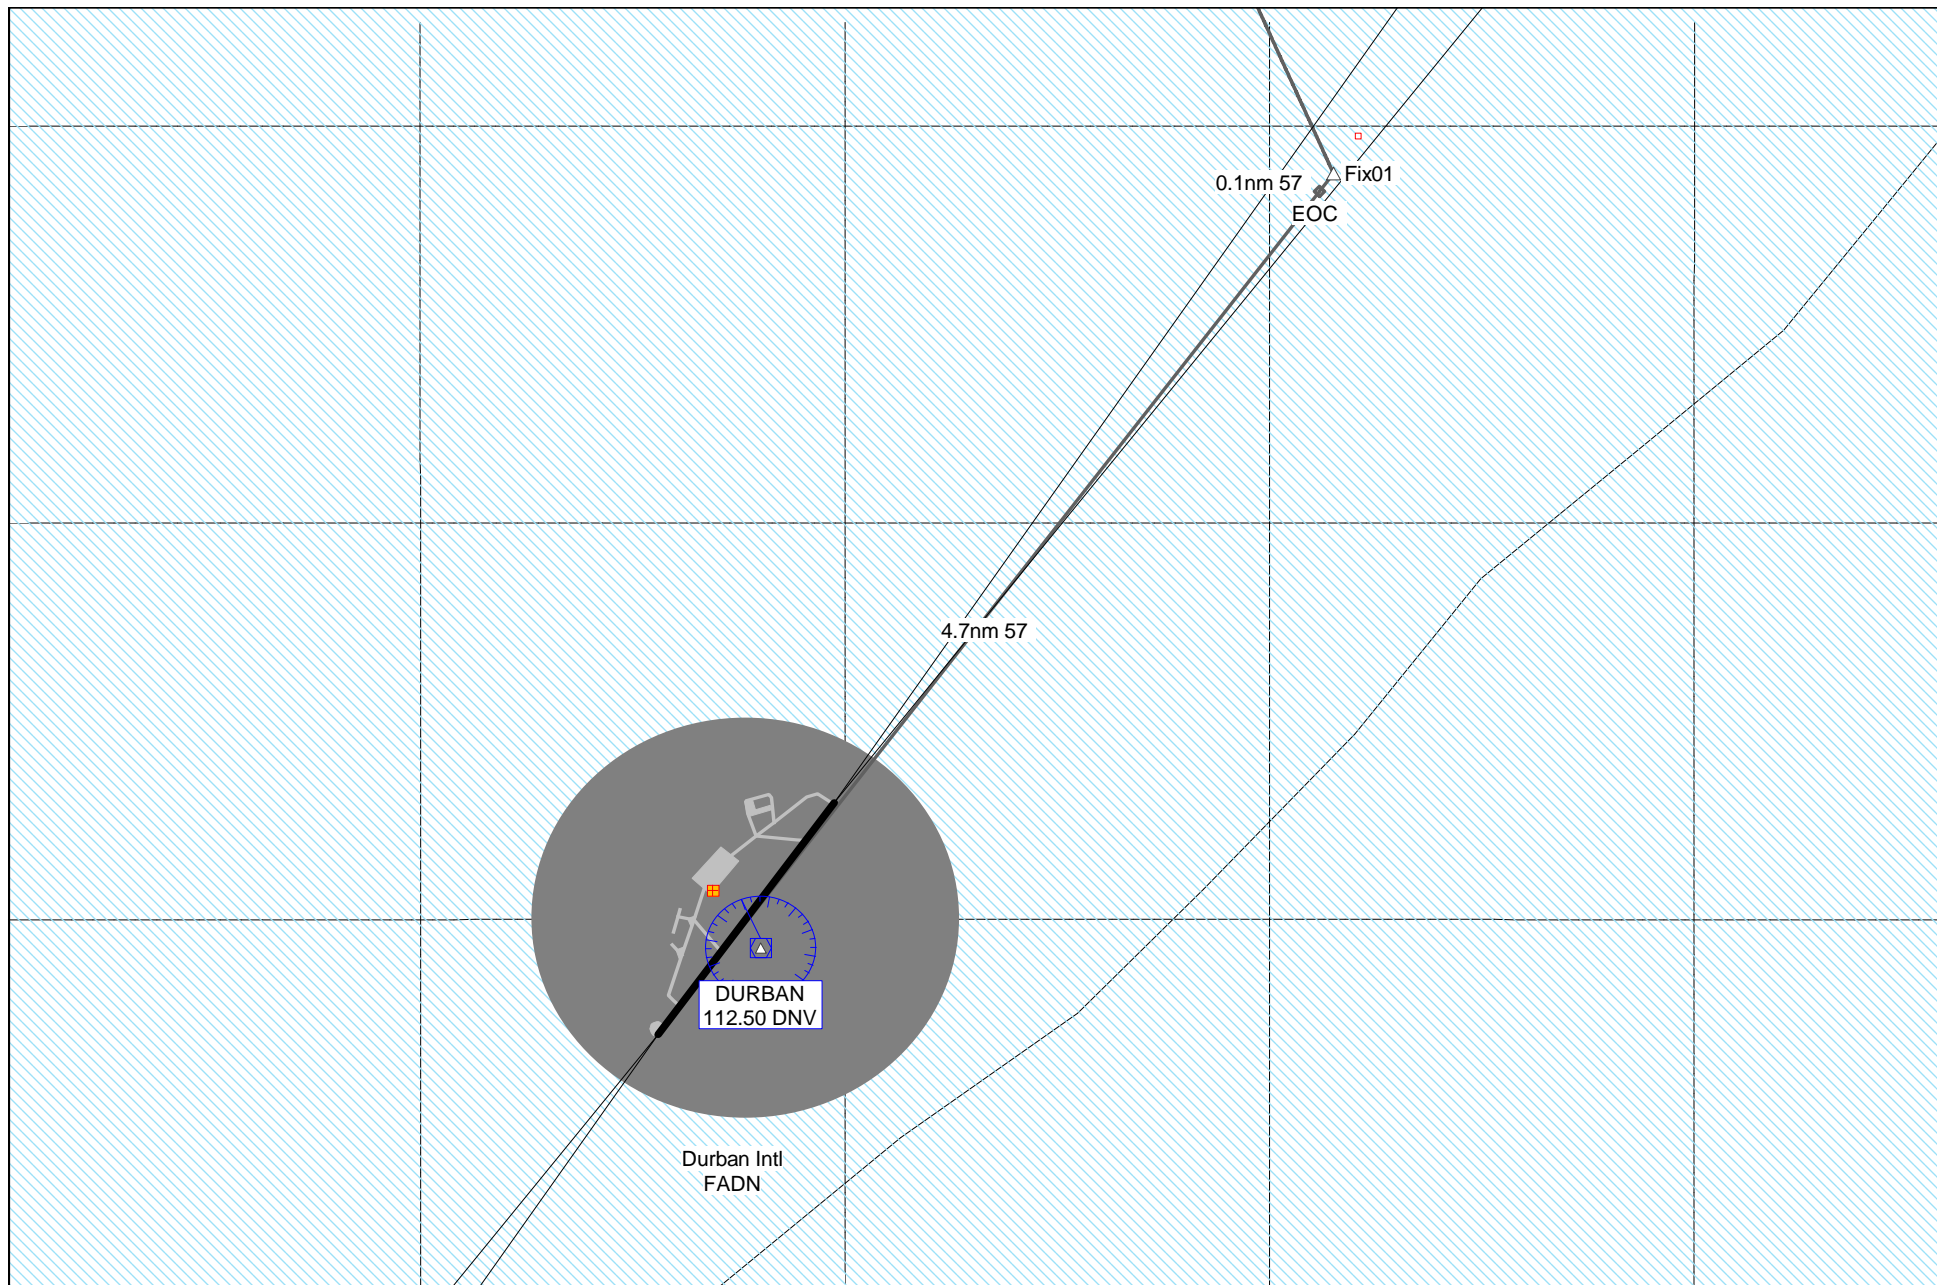 Fix01
0.1nm 57
EOC
4.7nm 57
DURBAN
112.50 DNV
Durban Intl
FADN